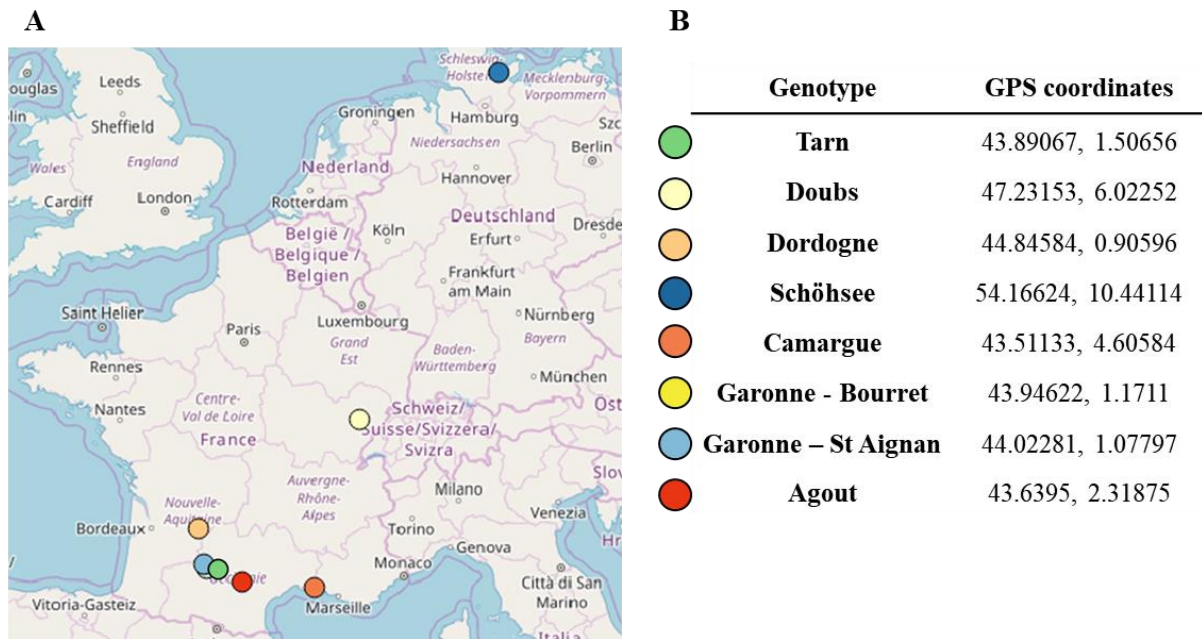 A
B
Schleswig-
Holstein
Mecklenburg-
Vorpommern
ouglas
Leeds
Sheffield
Groningen
Hamburg
Niedersachsen
Szc
Berlin
Wales
England
Nederland
Hannover
Cardiff
London
Rotterdam
Deutschland
België /
Belgique /
Belgien
Köln
Erfurt
Dresde
Frankfurt
am Main
Saint Helier
Luxembourg
Paris
Grand
Est
Nürnberg
Bayern
Rennes
Baden-
Württemberg
München
Centre-
Val de Loire
Nantes
France
Schweiz/
Suisse/Svizzera/
Svizra
Öst
Slov
Auvergne-
Rhône-
Alpes
Milano
Venezia
Nouvelle-
Aquitaine
Torino
Hr
Bordeaux
Genova
Monaco
Città di San
Marino
Marseille
Vitoria-Gasteiz
Italia
Genotype GPS coordinates
Tarn 43.89067, 1.50656
Doubs 47.23153, 6.02252
Dordogne 44.84584, 0.90596
Schöhsee 54.16624, 10.44114
Camargue 43.51133, 4.60584
Garonne - Bourret 43.94622, 1.1711
Garonne – St Aignan 44.02281, 1.07797
Agout 43.6395, 2.31875